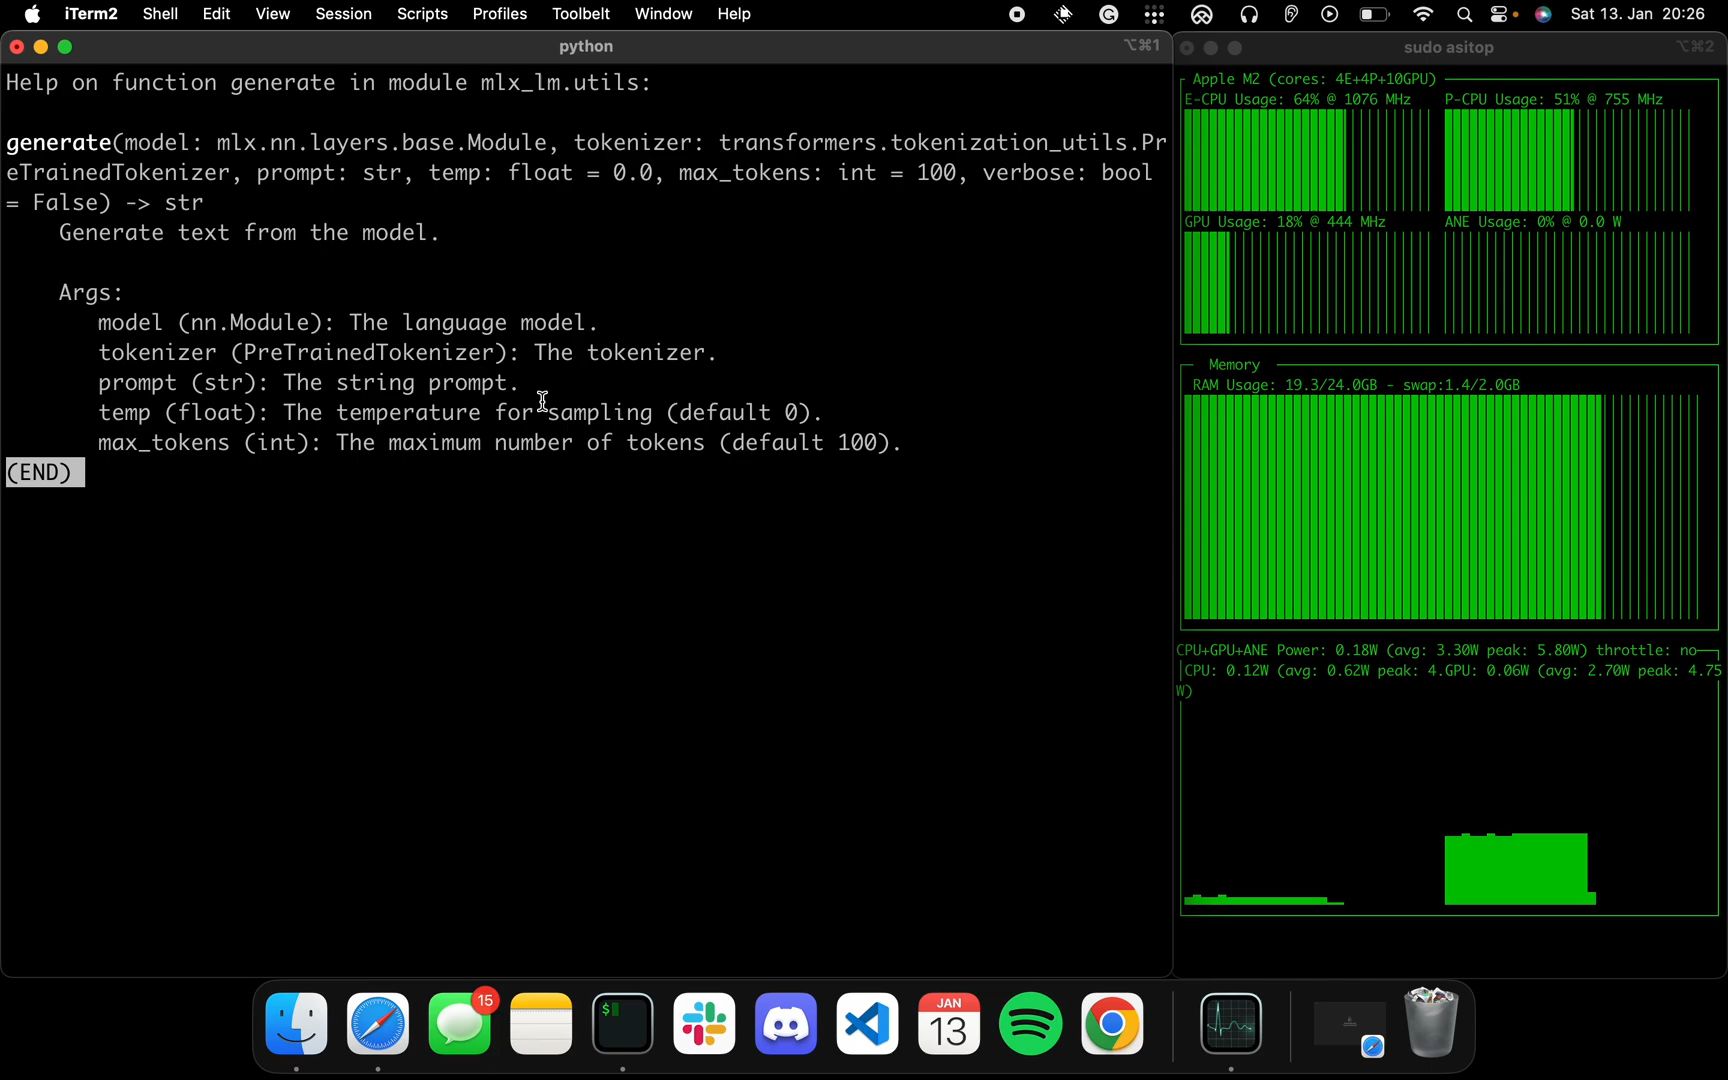 iTerm2 Shell Edit View Session Scripts Profiles Toolbelt Window Help Sat 13. Jan 20:26
python ⌥⌘1
Help on function generate in module mlx_lm.utils:
generate(model: mlx.nn.layers.base.Module, tokenizer: transformers.tokenization_utils.Pr
eTrainedTokenizer, prompt: str, temp: float = 0.0, max_tokens: int = 100, verbose: bool
= False) -> str
Generate text from the model.
Args:
model (nn.Module): The language model.
tokenizer (PreTrainedTokenizer): The tokenizer.
prompt (str): The string prompt.
temp (float): The temperature for sampling (default 0).
max_tokens (int): The maximum number of tokens (default 100).
(END)
sudo asitop ⌥⌘2
Apple M2 (cores: 4E+4P+10GPU)
E-CPU Usage: 64% @ 1076 MHz P-CPU Usage: 51% @ 755 MHz
GPU Usage: 18% @ 444 MHz ANE Usage: 0% @ 0.0 W
Memory
RAM Usage: 19.3/24.0GB - swap:1.4/2.0GB
CPU+GPU+ANE Power: 0.18W (avg: 3.30W peak: 5.80W) throttle: no
CPU: 0.12W (avg: 0.62W peak: 4.GPU: 0.06W (avg: 2.70W peak: 4.75
W)
15
$
JAN
13